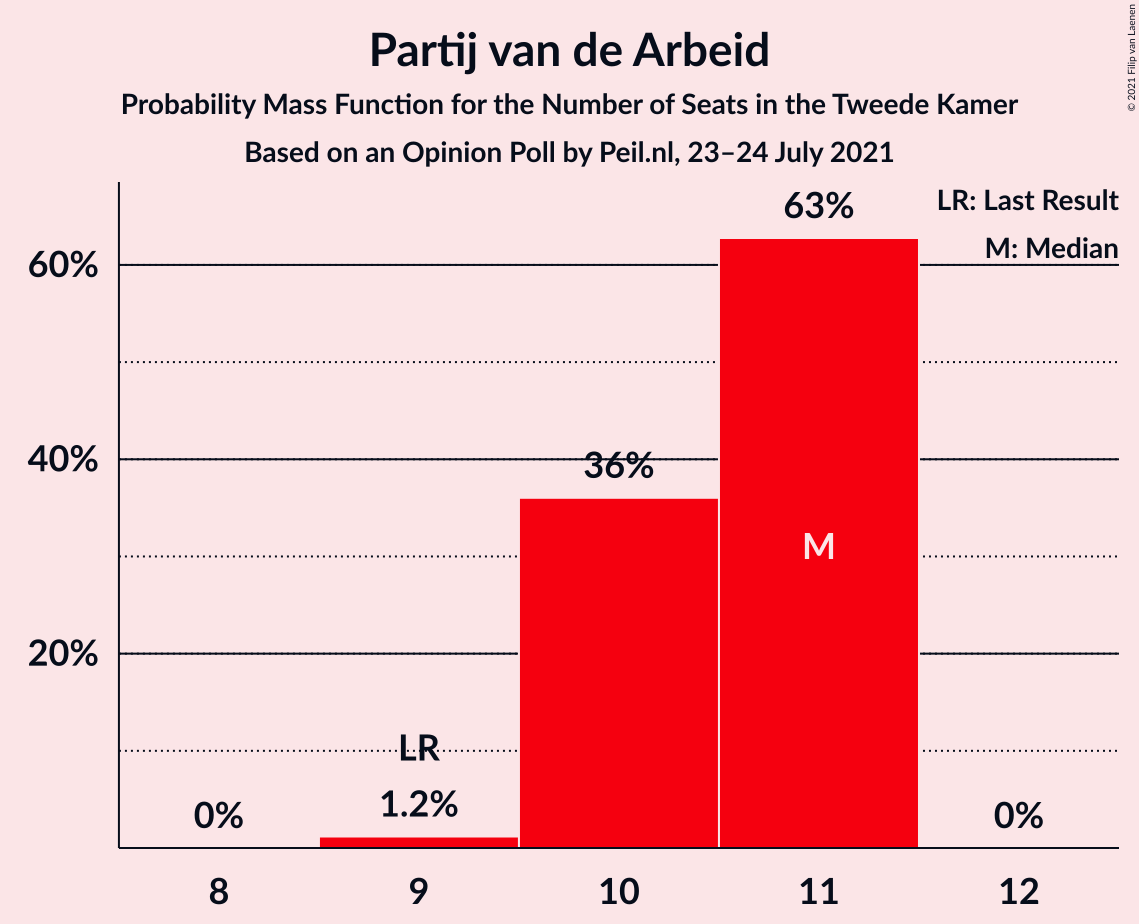 Partij van de Arbeid
Probability Mass Function for the Number of Seats in the Tweede Kamer
Based on an Opinion Poll by Peil.nl, 23–24 July 2021
© 2021 Filip van Laenen
LR: Last Result
M: Median
63%
60%
40%
36%
M
20%
LR
1.2%
0%
0%
8
9
10
11
12